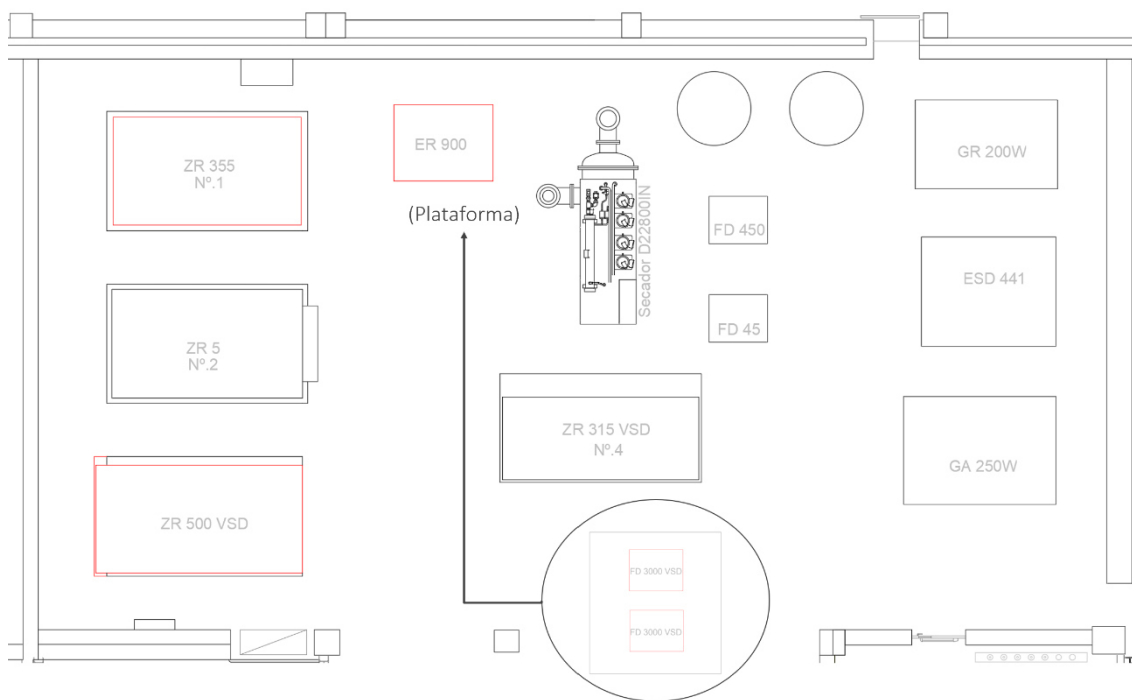 ZR 355
Nº.1
ER 900
(Plataforma)
Secador D22800IN
GR 200W
FD 450
ESD 441
FD 45
ZR 5
Nº.2
ZR 315 VSD
Nº.4
GA 250W
ZR 500 VSD
FD 3000 VSD
FD 3000 VSD